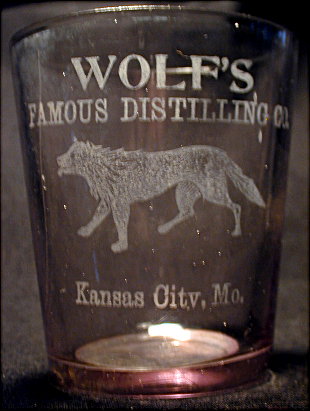 WOLF'S
FAMOUS DISTILLING CO.
Kansas City, Mo.